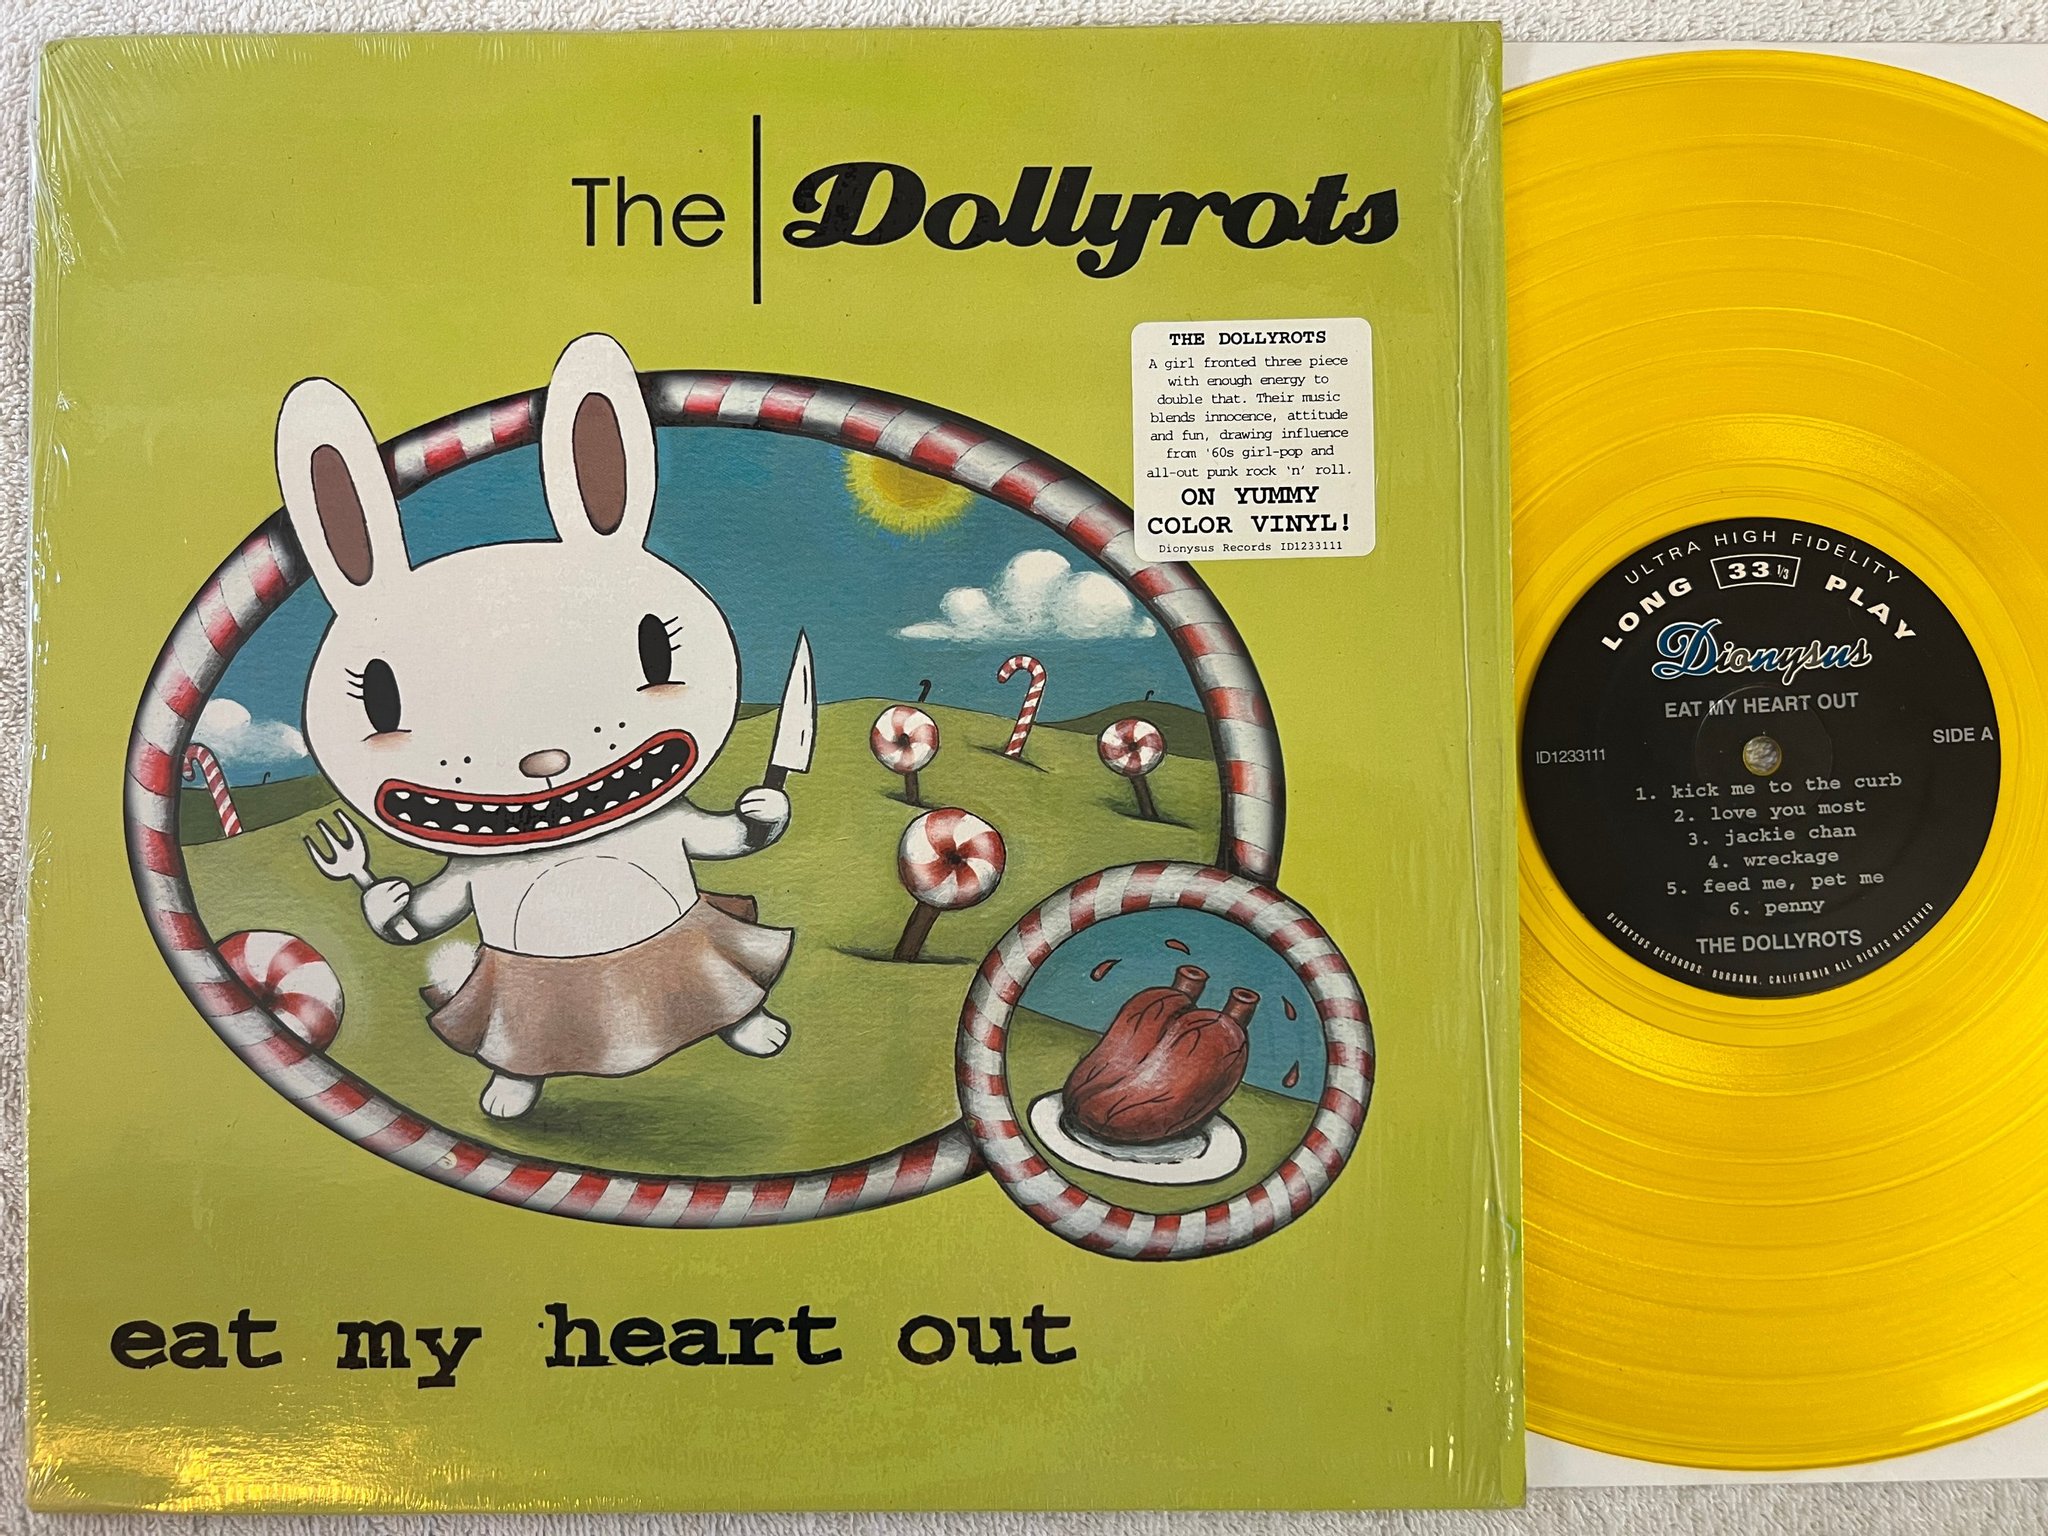 The Dollyrots
THE DOLLYROTS
A girl fronted three piece
with enough energy to
double that. Their music
blends innocence, attitude
and fun, drawing influence
from '60s girl-pop and
all-out punk rock 'n' roll.
ON YUMMY
COLOR VINYL!
Dionysus Records ID1233111
eat my heart out
ULTRA HIGH FIDELITY
LONG 33 1/3 PLAY
Dionysus
EAT MY HEART OUT
SIDE A
ID1233111
1. kick me to the curb
2. love you most
3. jackie chan
4. wreckage
5. feed me, pet me
6. penny
THE DOLLYROTS
DIONYSUS RECORDS, BURBANK, CALIFORNIA ALL RIGHTS RESERVED